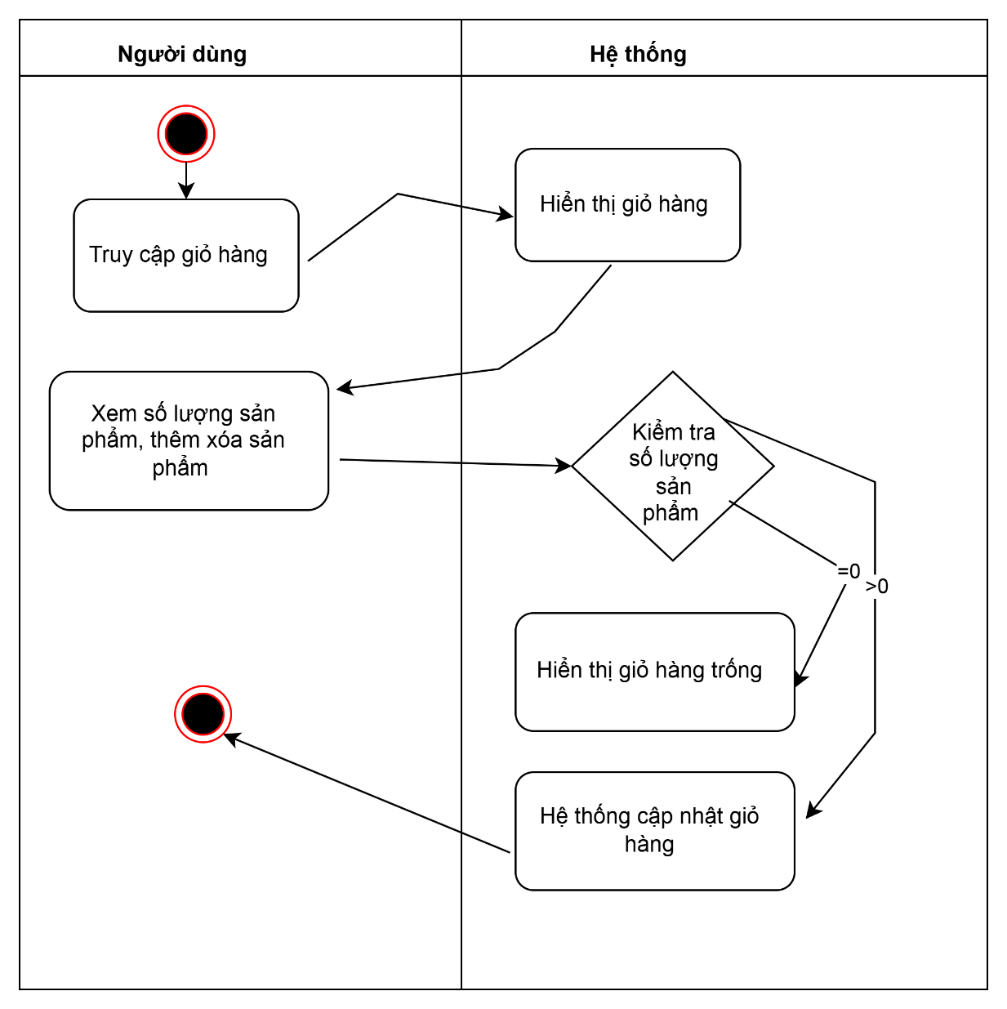 Người dùng
Hệ thống
Hiển thị giỏ hàng
Truy cập giỏ hàng
Xem số lượng sản
phẩm, thêm xóa sản
phẩm
Kiểm tra
số lượng
sản
phẩm
=0
>0
Hiển thị giỏ hàng trống
Hệ thống cập nhật giỏ
hàng